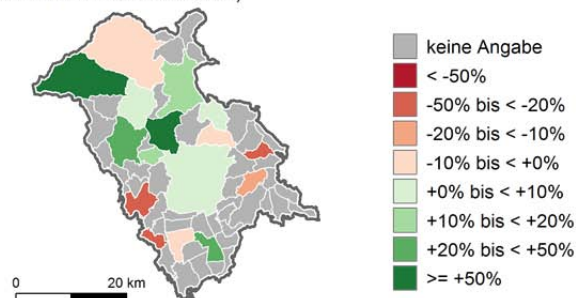 keine Angabe
< -50%
-50% bis < -20%
-20% bis < -10%
-10% bis < +0%
+0% bis < +10%
+10% bis < +20%
+20% bis < +50%
>= +50%
0 20 km